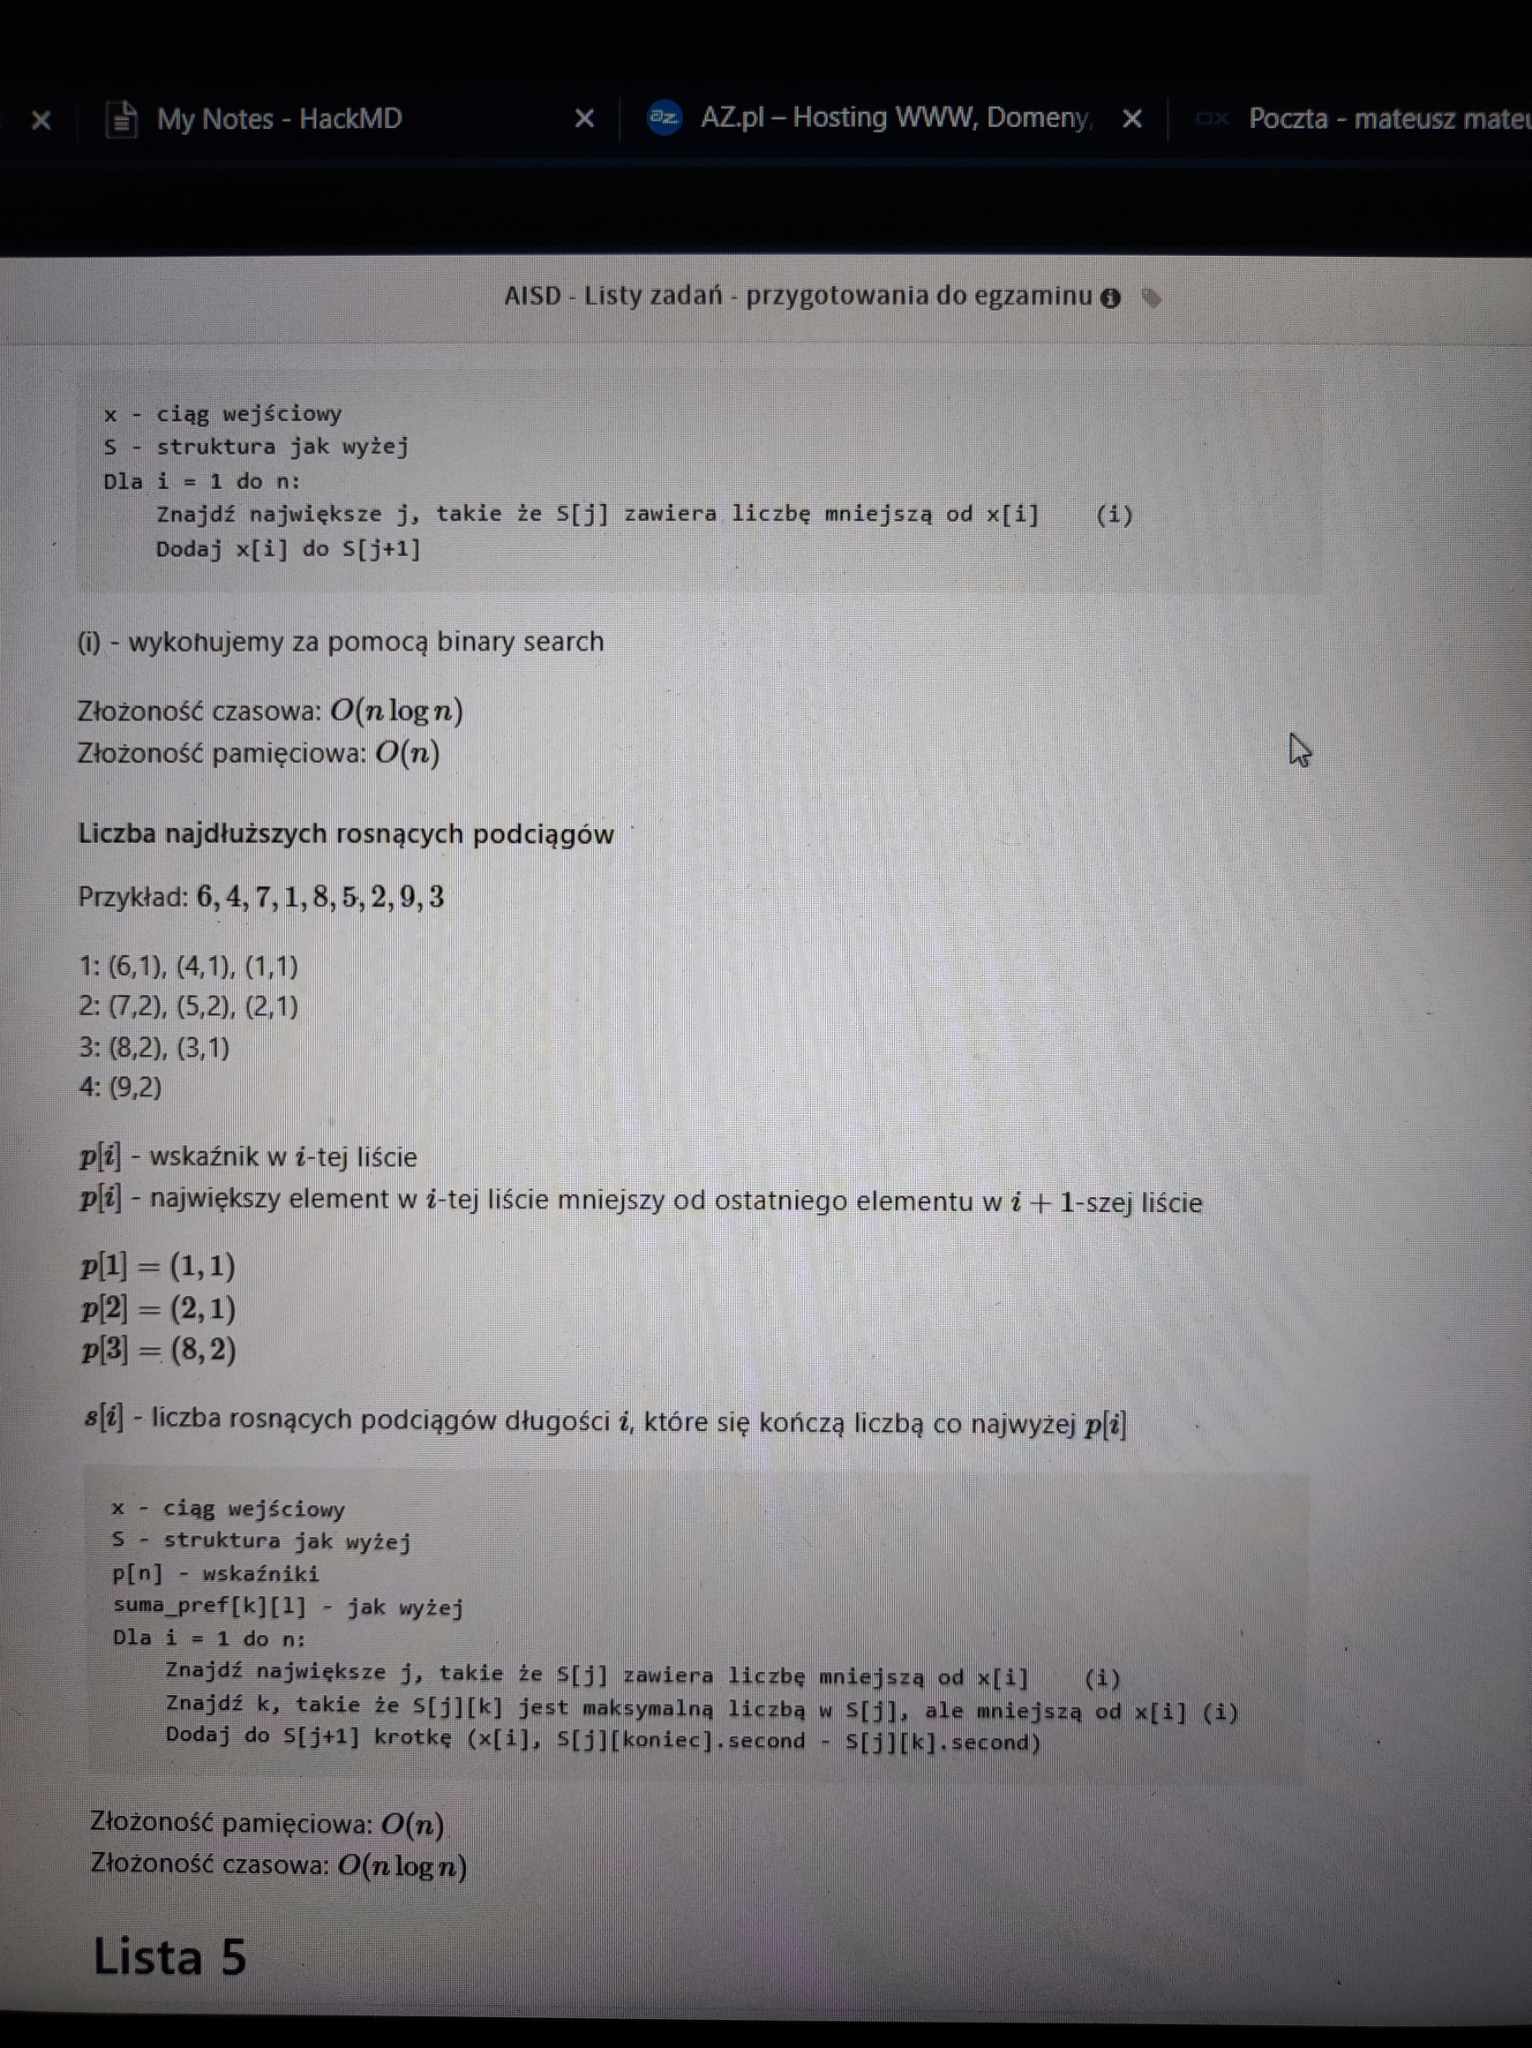 My Notes - HackMD
AZ.pl – Hosting WWW, Domeny,
Poczta - mateusz mateu
AISD - Listy zadań - przygotowania do egzaminu
x - ciąg wejściowy
S - struktura jak wyżej
Dla i = 1 do n:
Znajdź największe j, takie że S[j] zawiera liczbę mniejszą od x[i] (i)
Dodaj x[i] do S[j+1]
(i) - wykonujemy za pomocą binary search
Złożoność czasowa: O(n log n)
Złożoność pamięciowa: O(n)
Liczba najdłuższych rosnących podciągów
Przykład: 6, 4, 7, 1, 8, 5, 2, 9, 3
1: (6,1), (4,1), (1,1)
2: (7,2), (5,2), (2,1)
3: (8,2), (3,1)
4: (9,2)
p[i] - wskaźnik w i-tej liście
p[i] - największy element w i-tej liście mniejszy od ostatniego elementu w i + 1-szej liście
p[1] = (1, 1)
p[2] = (2, 1)
p[3] = (8, 2)
s[i] - liczba rosnących podciągów długości i, które się kończą liczbą co najwyżej p[i]
x - ciąg wejściowy
S - struktura jak wyżej
p[n] - wskaźniki
suma_pref[k][l] - jak wyżej
Dla i = 1 do n:
Znajdź największe j, takie że S[j] zawiera liczbę mniejszą od x[i] (i)
Znajdź k, takie że S[j][k] jest maksymalną liczbą w S[j], ale mniejszą od x[i] (i)
Dodaj do S[j+1] krotkę (x[i], S[j][koniec].second - S[j][k].second)
Złożoność pamięciowa: O(n)
Złożoność czasowa: O(n log n)
Lista 5